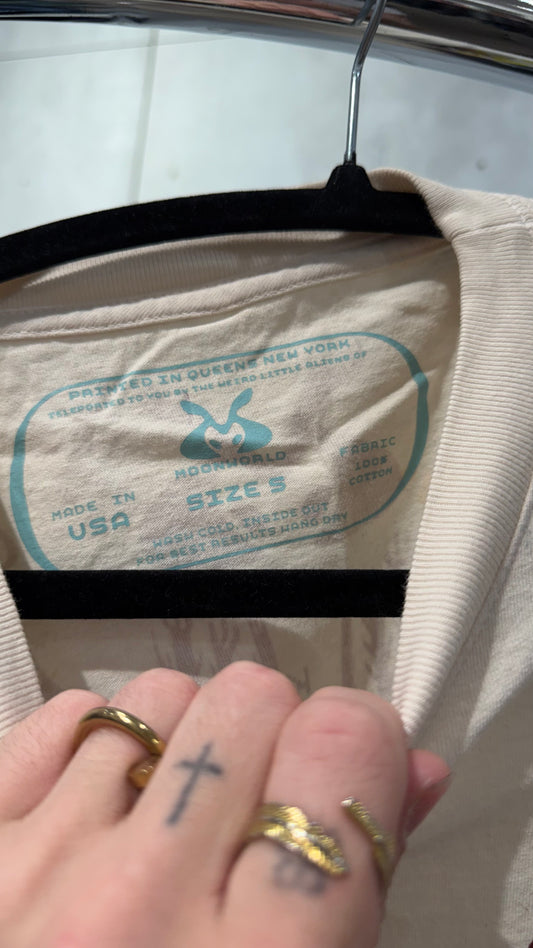 PRINTED IN QUEENS NEW YORK
TELEPORTED TO YOU BY THE WEIRD LITTLE ALIENS OF
MOONWORLD
MADE IN
USA
SIZE S
FABRIC
100%
COTTON
WASH COLD INSIDE OUT
FOR BEST RESULTS HANG DRY